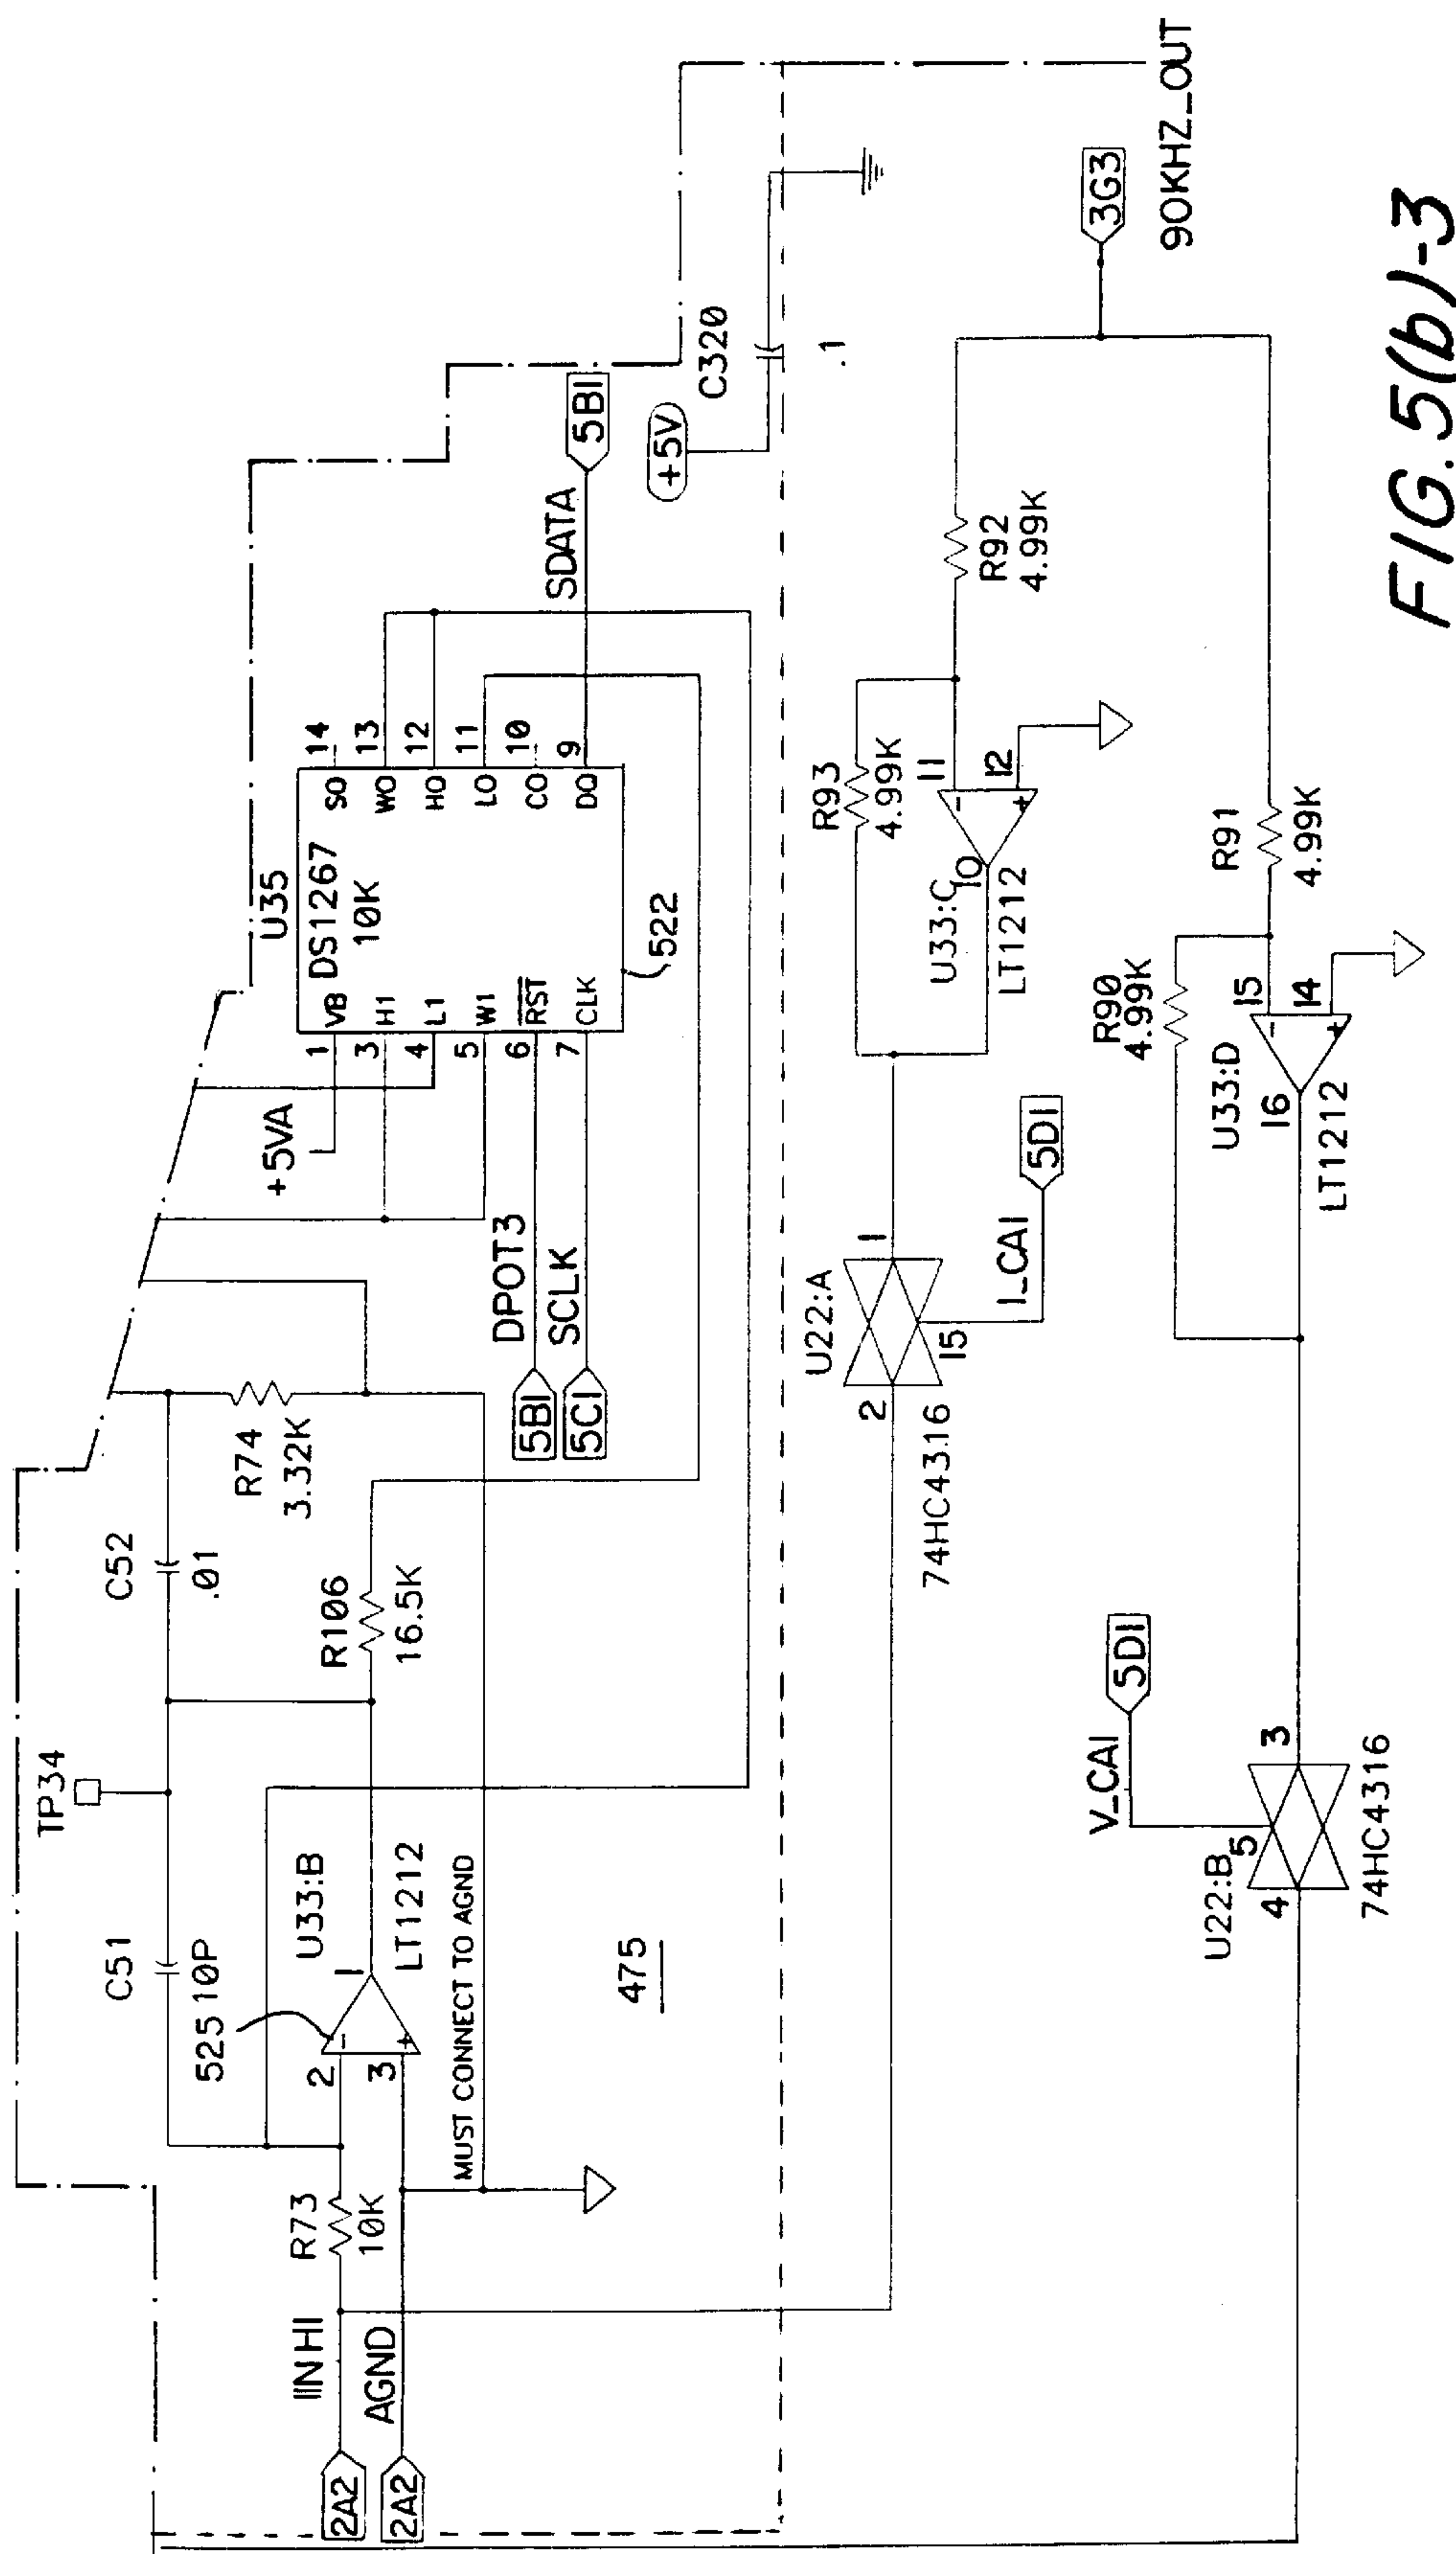 TP34
C51
10P
C52
.01
R74
3.32K
+5VA
U35
DS1267
10K
1 VB
3 H1
4 L1
5 W1
6 RST
7 CLK
SO 14
WO 13
HO 12
LO 11
CO 10
DQ 9
522
DPOT3
5BI
SCLK
5CI
SDATA
5BI
R106
16.5K
525
U33:B
2
3
1
-
+
LT1212
R73
10K
IINHI
2A2
AGND
2A2
MUST CONNECT TO AGND
475
+5V
C320
.1
R93
4.99K
R92
4.99K
U33:C
10
11
12
-
+
LT1212
U22:A
2
1
15
74HC4316
I_CAI
5DI
3G3
90KHZ_OUT
R90
4.99K
R91
4.99K
U33:D
16
15
14
-
+
LT1212
V_CAI
5DI
U22:B
5
4
3
74HC4316
FIG. 5(b)-3